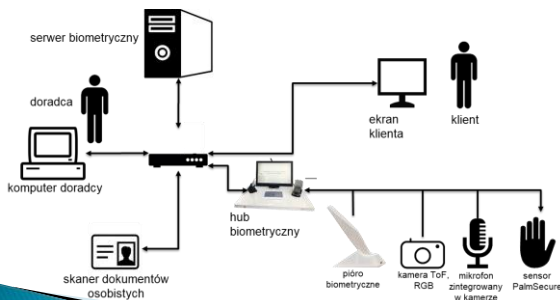 serwer biometryczny
doradca
komputer doradcy
skaner dokumentów
osobistych
hub
biometryczny
ekran
klienta
klient
pióro
biometryczne
kamera ToF,
RGB
mikrofon
zintegrowany
w kamerze
sensor
PalmSecure